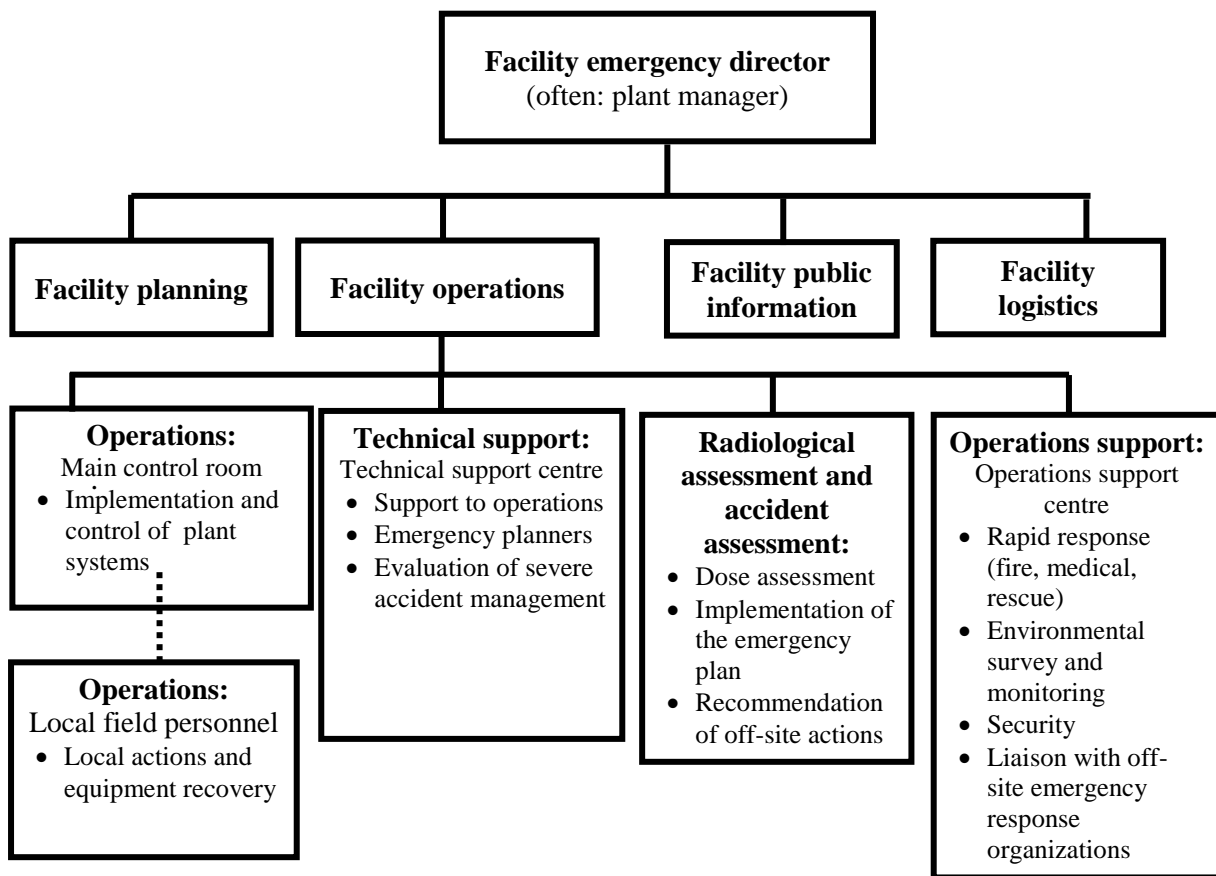 Facility emergency director
(often: plant manager)
Facility planning
Facility operations
Facility public
information
Facility
logistics
Operations:
Main control room
• Implementation and
control of plant
systems
Technical support:
Technical support centre
• Support to operations
• Emergency planners
• Evaluation of severe
accident management
Radiological
assessment and
accident
assessment:
• Dose assessment
• Implementation of
the emergency
plan
• Recommendation
of off-site actions
Operations support:
Operations support
centre
• Rapid response
(fire, medical,
rescue)
• Environmental
survey and
monitoring
• Security
• Liaison with off-
site emergency
response
organizations
Operations:
Local field personnel
• Local actions and
equipment recovery